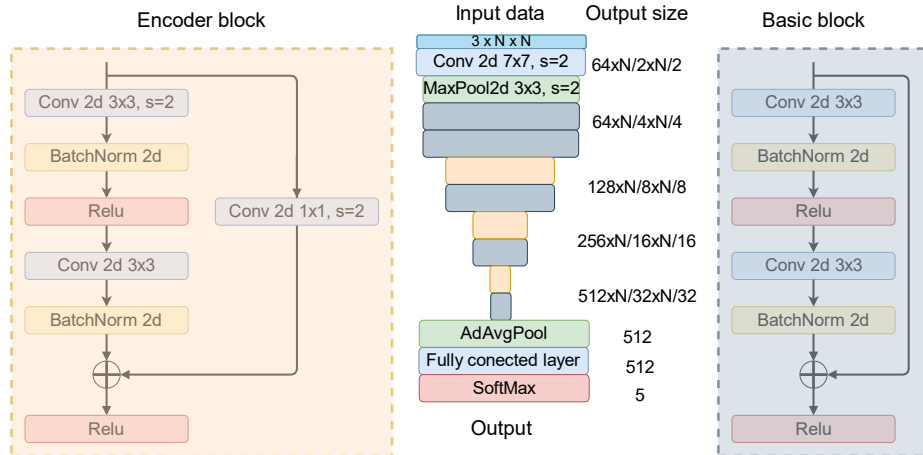 Encoder block
Conv 2d 3x3, s=2
BatchNorm 2d
Relu
Conv 2d 1x1, s=2
Conv 2d 3x3
BatchNorm 2d
Relu
Input data
Output size
3 x N x N
Conv 2d 7x7, s=2
64xN/2xN/2
MaxPool2d 3x3, s=2
64xN/4xN/4
128xN/8xN/8
256xN/16xN/16
512xN/32xN/32
AdAvgPool
512
Fully conected layer
512
SoftMax
5
Output
Basic block
Conv 2d 3x3
BatchNorm 2d
Relu
Conv 2d 3x3
BatchNorm 2d
Relu